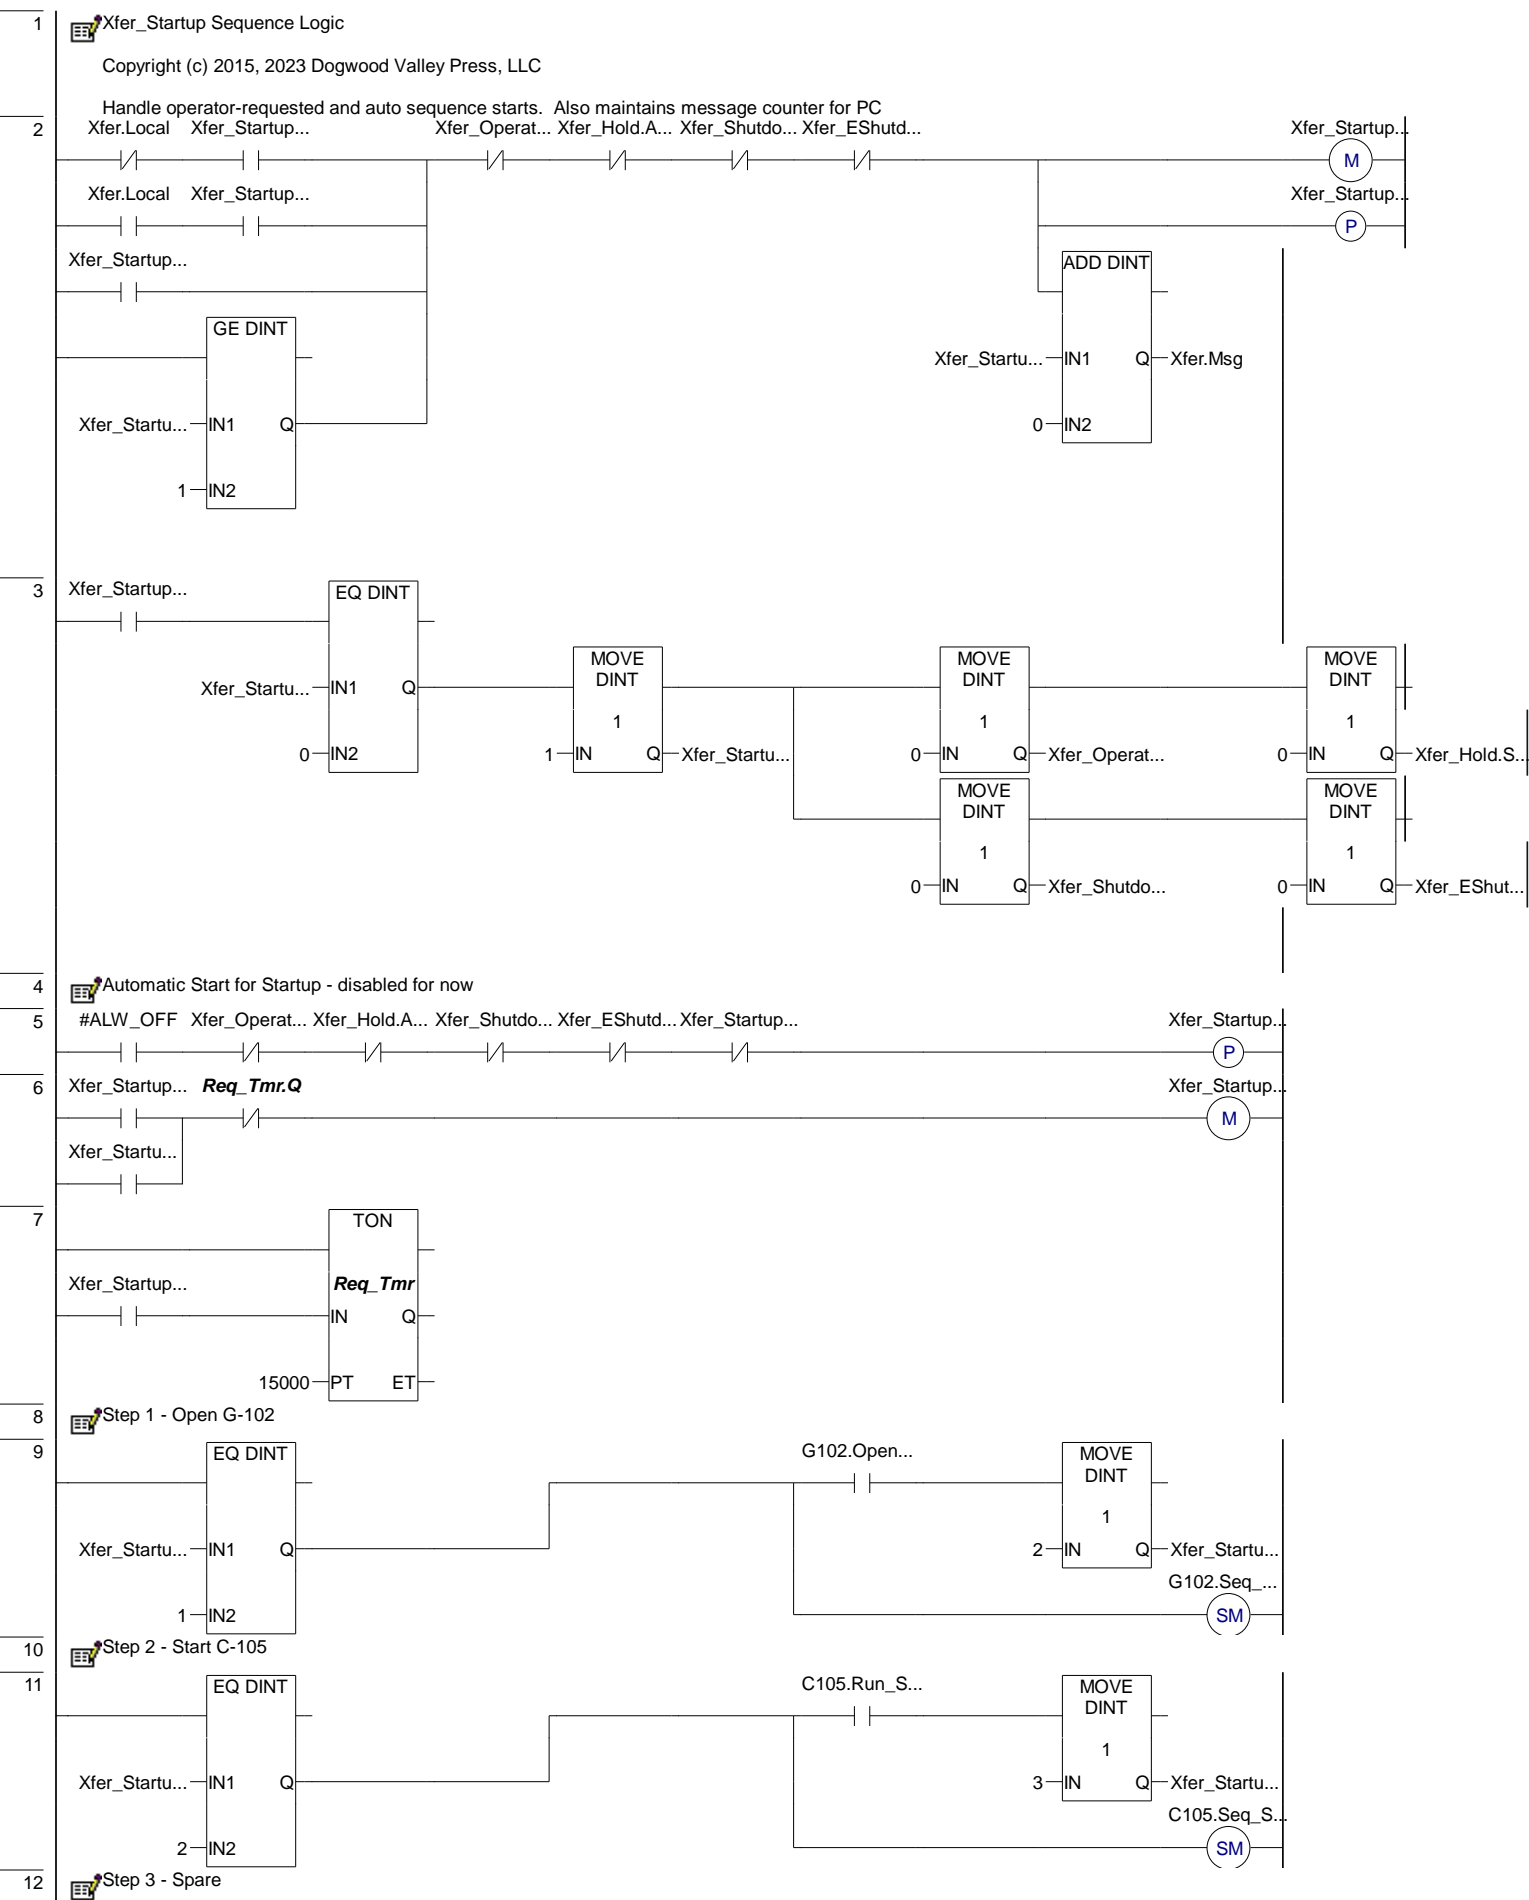 1
Xfer_Startup Sequence Logic
Copyright (c) 2015, 2023 Dogwood Valley Press, LLC
Handle operator-requested and auto sequence starts. Also maintains message counter for PC
2
Xfer.Local Xfer_Startup... Xfer_Operat... Xfer_Hold.A... Xfer_Shutdo... Xfer_EShutd... Xfer_Startup...
M
Xfer.Local Xfer_Startup... Xfer_Startup...
P
Xfer_Startup... ADD DINT
GE DINT
Xfer_Startu... IN1 Q Xfer.Msg
0 IN2
Xfer_Startu... IN1 Q
1 IN2
3
Xfer_Startup... EQ DINT
MOVE DINT MOVE DINT MOVE DINT
Xfer_Startu... IN1 Q
1 1 1
0 IN2 1 IN Q Xfer_Startu... 0 IN Q Xfer_Operat... 0 IN Q Xfer_Hold.S...
MOVE DINT MOVE DINT
1 1
0 IN Q Xfer_Shutdo... 0 IN Q Xfer_EShut...
4
Automatic Start for Startup - disabled for now
5
#ALW_OFF Xfer_Operat... Xfer_Hold.A... Xfer_Shutdo... Xfer_EShutd... Xfer_Startup... Xfer_Startup...
P
6
Xfer_Startup... Req_Tmr.Q Xfer_Startup...
M
Xfer_Startu...
7
TON
Xfer_Startup... Req_Tmr
IN Q
15000 PT ET
8
Step 1 - Open G-102
9
EQ DINT G102.Open... MOVE DINT
1
Xfer_Startu... IN1 Q 2 IN Q Xfer_Startu...
G102.Seq_...
1 IN2 SM
10
Step 2 - Start C-105
11
EQ DINT C105.Run_S... MOVE DINT
1
Xfer_Startu... IN1 Q 3 IN Q Xfer_Startu...
C105.Seq_S...
2 IN2 SM
12
Step 3 - Spare